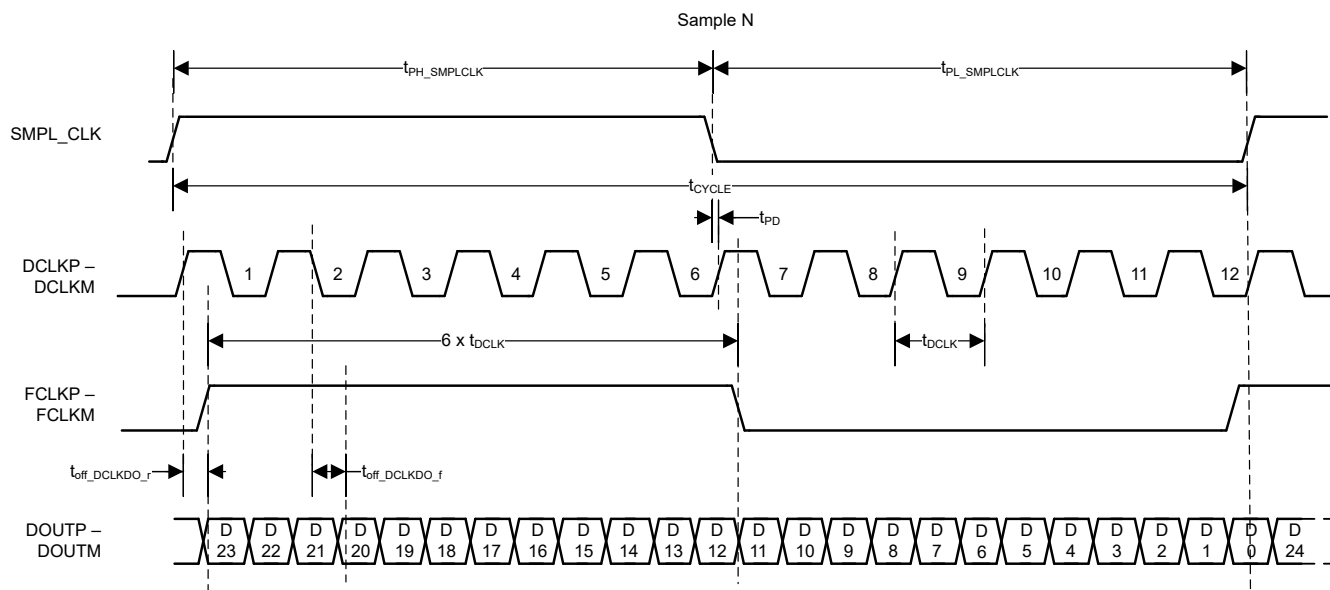 Sample N
tPH_SMPLCLK
tPL_SMPLCLK
SMPL_CLK
tCYCLE
tPD
DCLKP –
DCLKM
1 2 3 4 5 6 7 8 9 10 11 12
6 x tDCLK
tDCLK
FCLKP –
FCLKM
toff_DCLKDO_r
toff_DCLKDO_f
DOUTP –
DOUTM
D D D D D D D D D D D D D D D D D D D D D D D D D
23 22 21 20 19 18 17 16 15 14 13 12 11 10 9 8 7 6 5 4 3 2 1 0 24